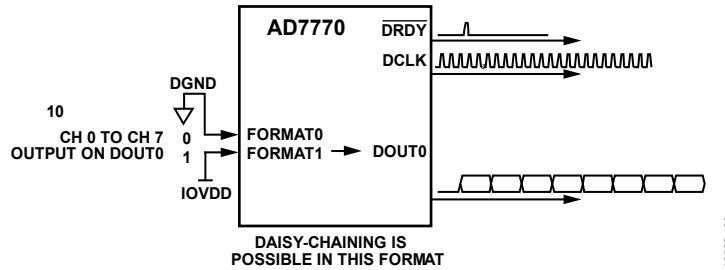 AD7770
DRDY
DCLK
DGND
10
CH 0 TO CH 7 0 FORMAT0
OUTPUT ON DOUT0 1 FORMAT1 DOUT0
IOVDD
DAISY-CHAINING IS
POSSIBLE IN THIS FORMAT